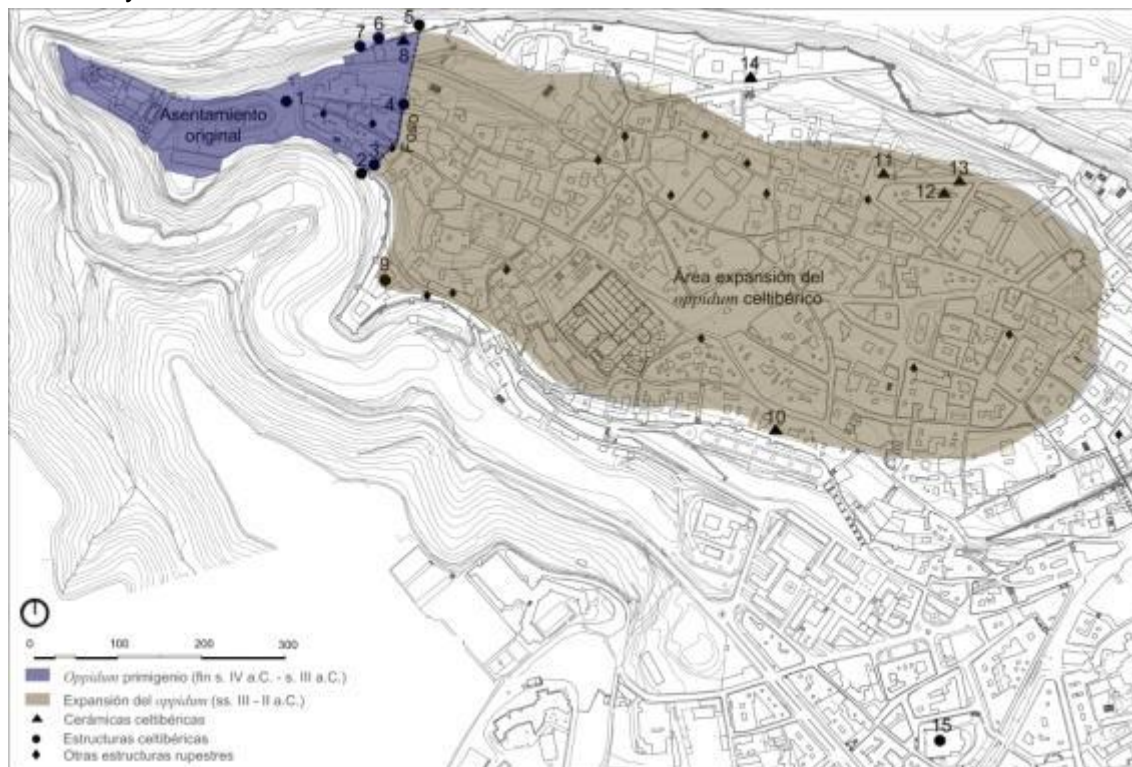 5
6
7
8
14
1
4
Asentamiento
original
Foso
11
13
12
3
2
9
Área expansión del
oppidum celtibérico
10
0 100 200 300
Oppidum primigenio (fin s. IV a.C. - s. III a.C.)
Expansión del oppidum (ss. III - II a.C.)
Cerámicas celtibéricas
Estructuras celtibéricas
Otras estructuras rupestres
15